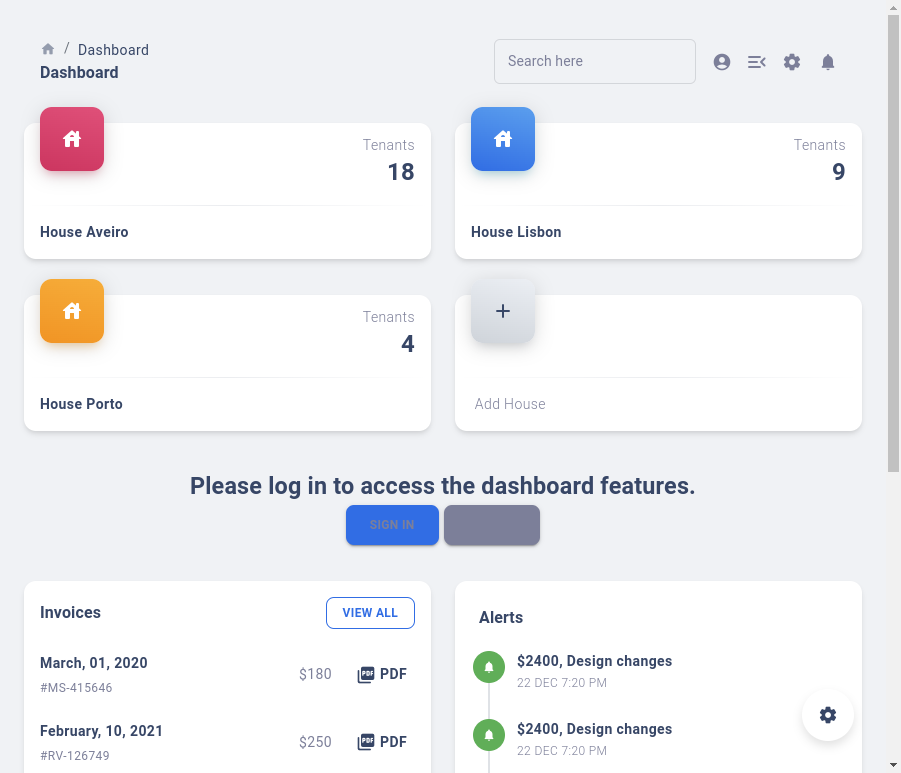 / Dashboard
Dashboard
Search here
Tenants
18
House Aveiro
Tenants
9
House Lisbon
Tenants
4
House Porto
Add House
Please log in to access the dashboard features.
SIGN IN
Invoices
VIEW ALL
March, 01, 2020
#MS-415646
$180
PDF PDF
February, 10, 2021
#RV-126749
$250
PDF PDF
Alerts
$2400, Design changes
22 DEC 7:20 PM
$2400, Design changes
22 DEC 7:20 PM